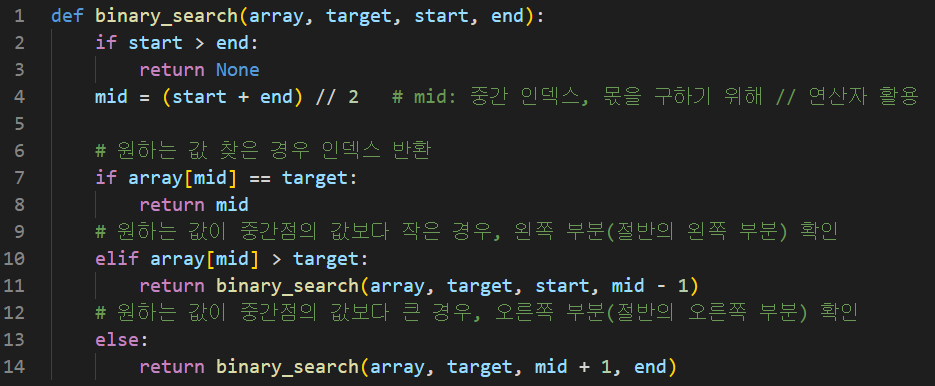 1 def binary_search(array, target, start, end):
2     if start > end:
3         return None
4     mid = (start + end) // 2   # mid: 중간 인덱스, 몫을 구하기 위해 // 연산자 활용
5
6     # 원하는 값 찾은 경우 인덱스 반환
7     if array[mid] == target:
8         return mid
9     # 원하는 값이 중간점의 값보다 작은 경우, 왼쪽 부분(절반의 왼쪽 부분) 확인
10     elif array[mid] > target:
11         return binary_search(array, target, start, mid - 1)
12     # 원하는 값이 중간점의 값보다 큰 경우, 오른쪽 부분(절반의 오른쪽 부분) 확인
13     else:
14         return binary_search(array, target, mid + 1, end)